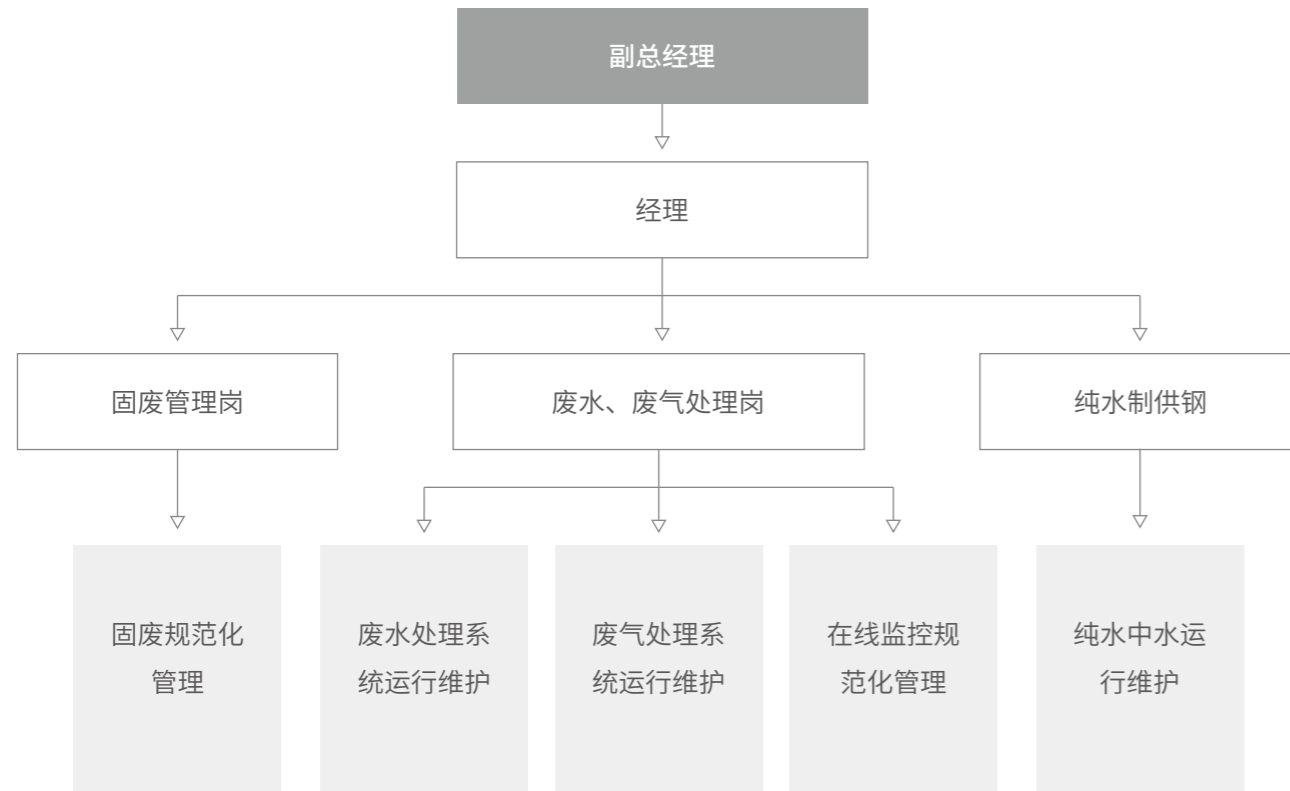 副总经理
经理
固废管理岗
废水、废气处理岗
纯水制供钢
固废规范化
管理
废水处理系
统运行维护
废气处理系
统运行维护
在线监控规
范化管理
纯水中水运
行维护